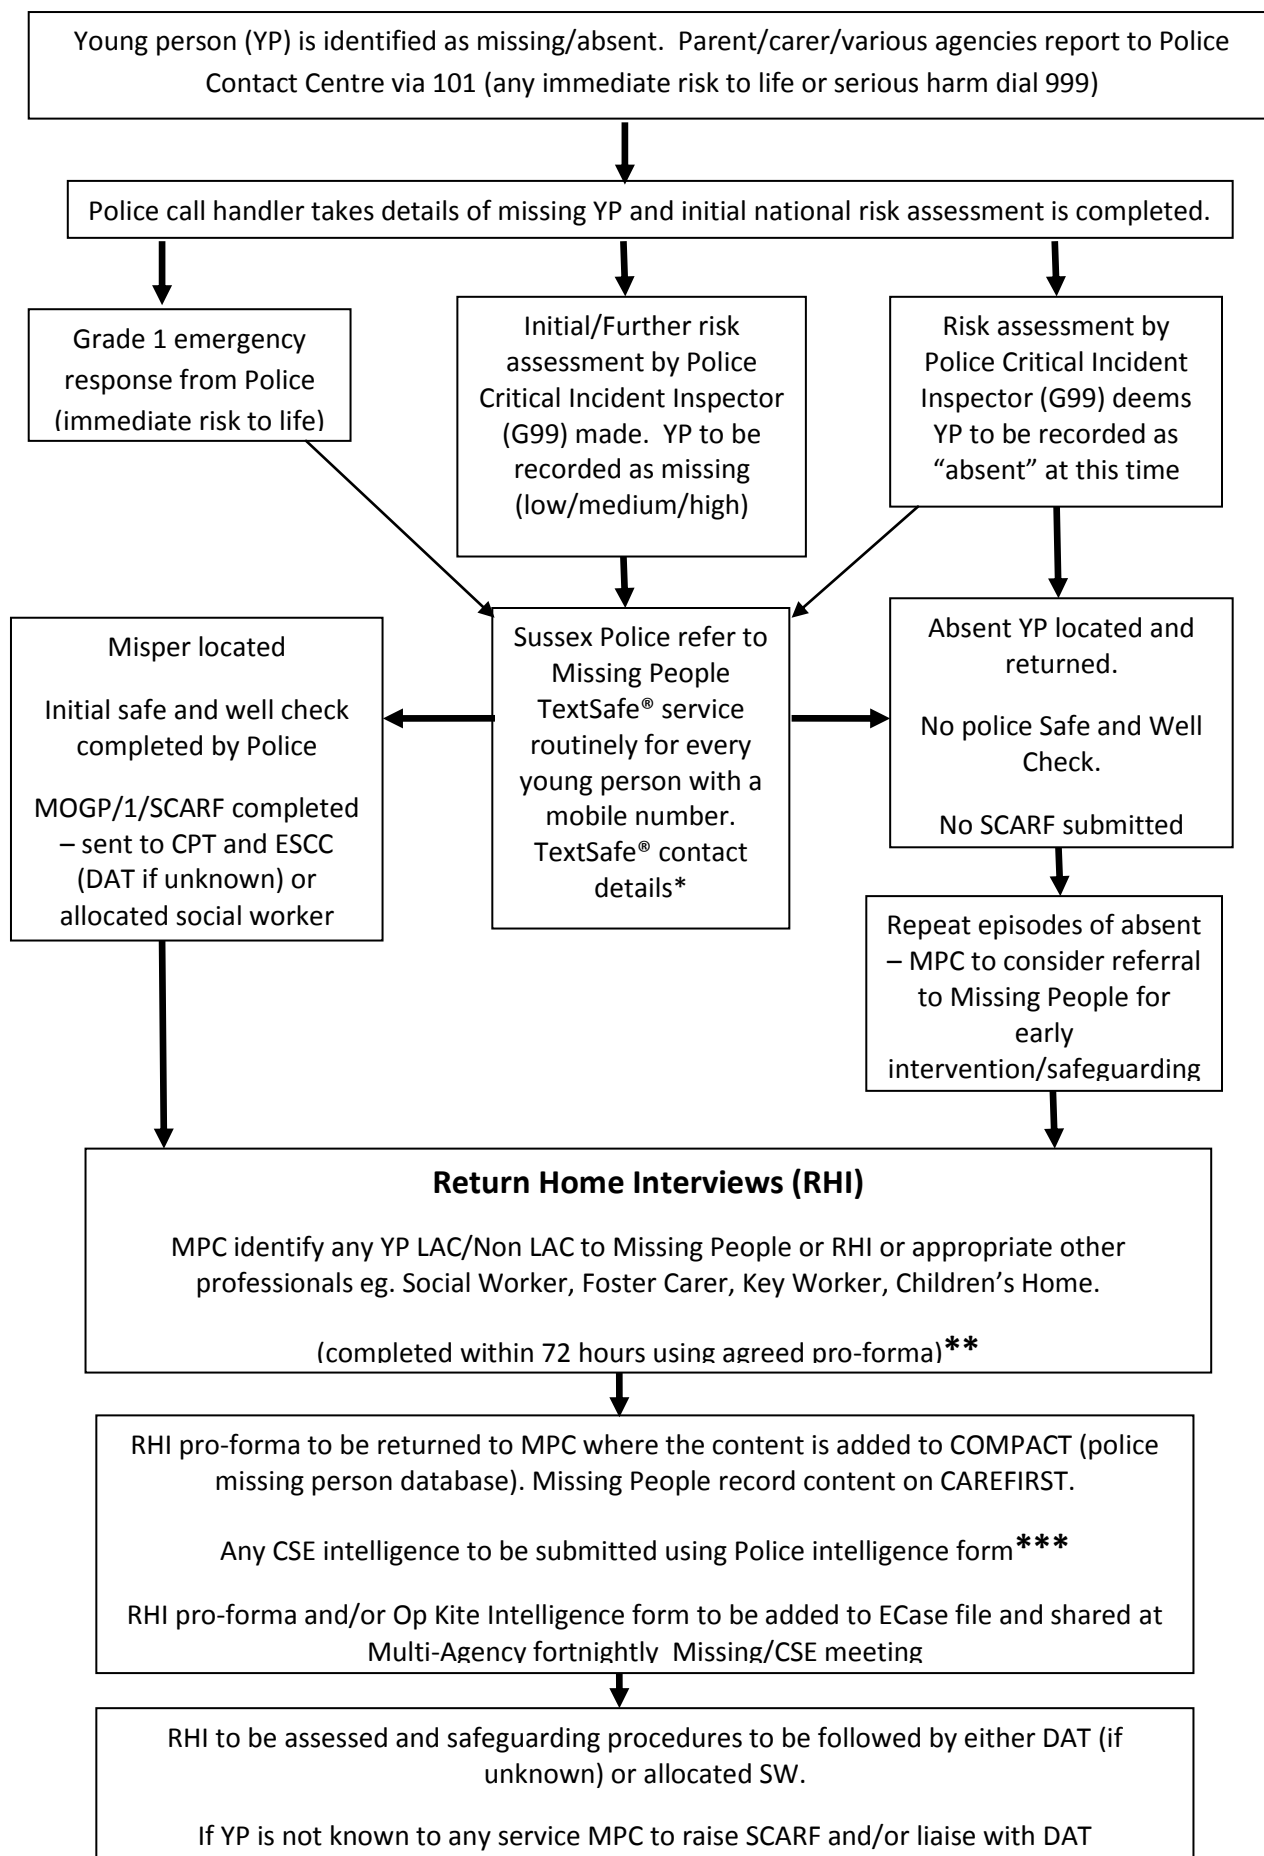 Young person (YP) is identified as missing/absent.  Parent/carer/various agencies report to Police
Contact Centre via 101 (any immediate risk to life or serious harm dial 999)
Police call handler takes details of missing YP and initial national risk assessment is completed.
Grade 1 emergency
response from Police
(immediate risk to life)
Initial/Further risk
assessment by Police
Critical Incident Inspector
(G99) made.  YP to be
recorded as missing
(low/medium/high)
Risk assessment by
Police Critical Incident
Inspector (G99) deems
YP to be recorded as
“absent” at this time
Misper located
Initial safe and well check
completed by Police
MOGP/1/SCARF completed
– sent to CPT and ESCC
(DAT if unknown) or
allocated social worker
Sussex Police refer to
Missing People
TextSafe® service
routinely for every
young person with a
mobile number.
TextSafe® contact
details*
Absent YP located and
returned.
No police Safe and Well
Check.
No SCARF submitted
Repeat episodes of absent
– MPC to consider referral
to Missing People for
early
intervention/safeguarding
Return Home Interviews (RHI)
MPC identify any YP LAC/Non LAC to Missing People or RHI or appropriate other
professionals eg. Social Worker, Foster Carer, Key Worker, Children’s Home.
(completed within 72 hours using agreed pro-forma)**
RHI pro-forma to be returned to MPC where the content is added to COMPACT (police
missing person database). Missing People record content on CAREFIRST.
Any CSE intelligence to be submitted using Police intelligence form***
RHI pro-forma and/or Op Kite Intelligence form to be added to ECase file and shared at
Multi-Agency fortnightly  Missing/CSE meeting
RHI to be assessed and safeguarding procedures to be followed by either DAT (if
unknown) or allocated SW.
If YP is not known to any service MPC to raise SCARF and/or liaise with DAT